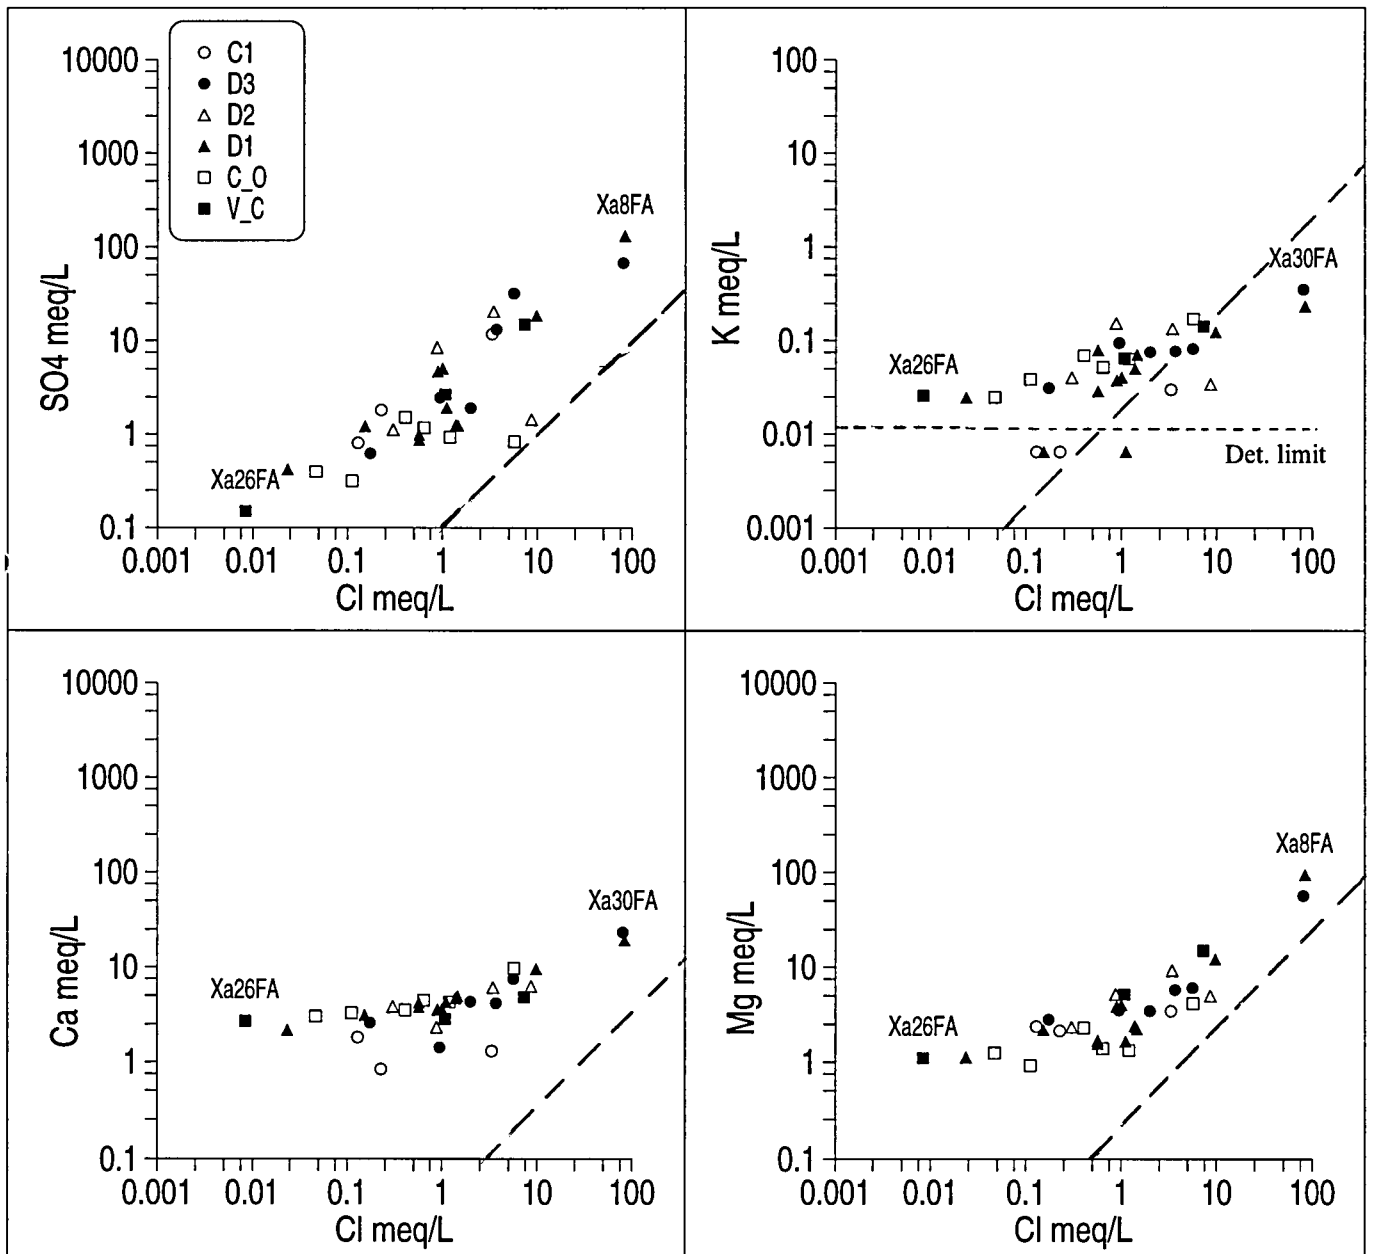 C1
D3
D2
D1
C_O
V_C
10000
1000
100
10
1
0.1
SO4 meq/L
Xa8FA
Xa26FA
0.001 0.01 0.1 1 10 100
Cl meq/L
100
10
1
0.1
0.01
0.001
K meq/L
Xa30FA
Xa26FA
Det. limit
0.001 0.01 0.1 1 10 100
Cl meq/L
10000
1000
100
10
1
0.1
Ca meq/L
Xa30FA
Xa26FA
0.001 0.01 0.1 1 10 100
Cl meq/L
10000
1000
100
10
1
0.1
Mg meq/L
Xa8FA
Xa26FA
0.001 0.01 0.1 1 10 100
Cl meq/L